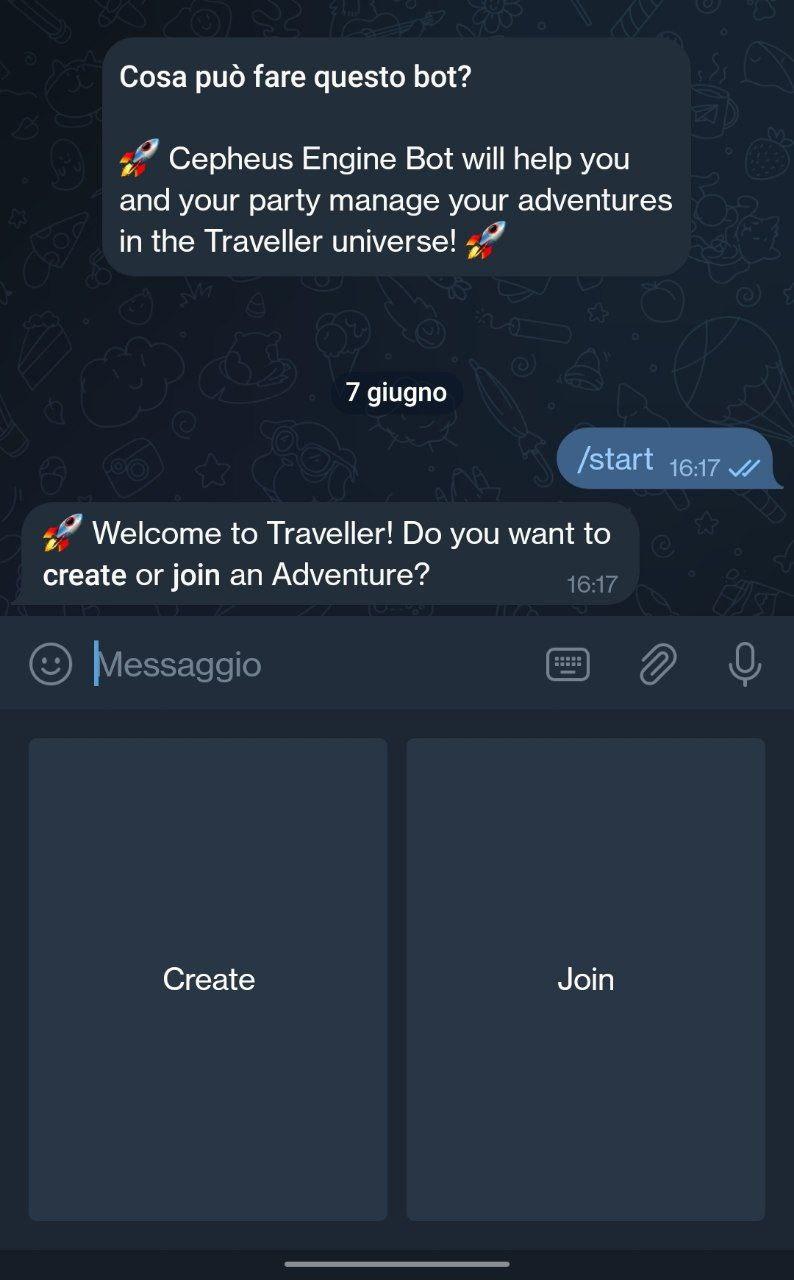 Cosa può fare questo bot?
🚀 Cepheus Engine Bot will help you
and your party manage your adventures
in the Traveller universe! 🚀
7 giugno
/start 16:17
🚀 Welcome to Traveller! Do you want to
create or join an Adventure?
16:17
Messaggio
Create
Join